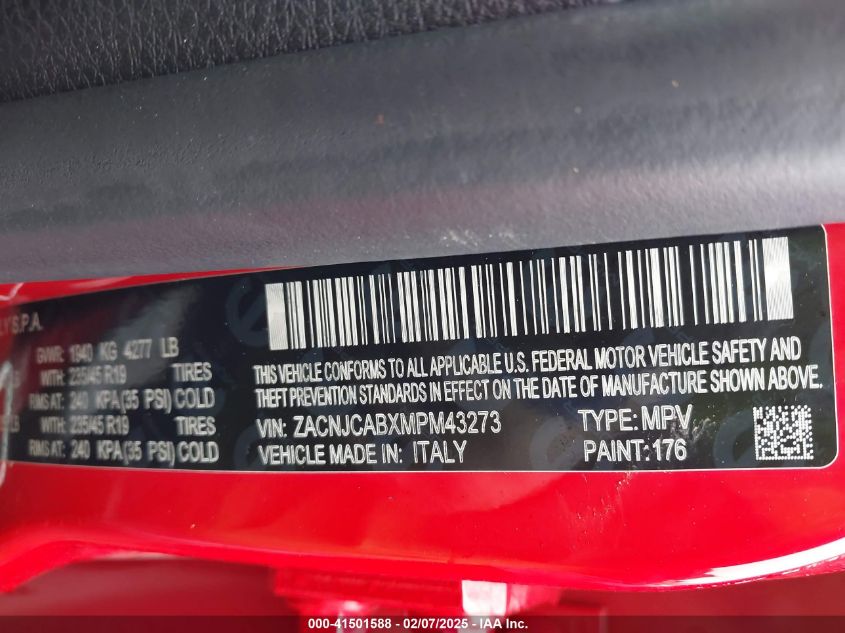 LY S.P.A.
GVWR: 1940 KG 4277 LB
WITH: 235/45 R19 TIRES
RIMS AT: 240 KPA (35 PSI) COLD
WITH: 235/45 R19 TIRES
RIMS AT: 240 KPA (35 PSI) COLD
THIS VEHICLE CONFORMS TO ALL APPLICABLE U.S. FEDERAL MOTOR VEHICLE SAFETY AND
THEFT PREVENTION STANDARDS IN EFFECT ON THE DATE OF MANUFACTURE SHOWN ABOVE.
VIN: ZACNJCABXMPM43273 TYPE: MPV
VEHICLE MADE IN: ITALY PAINT: 176
000-41501588 — 02/07/2025 — IAA Inc.